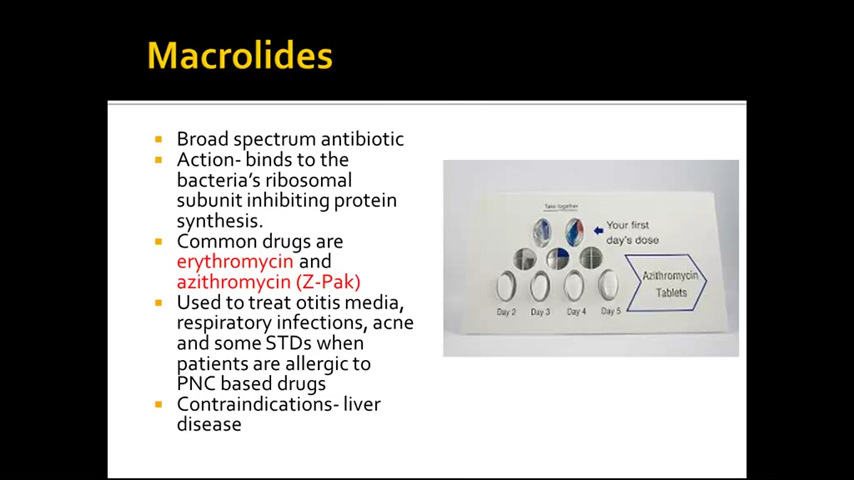 Macrolides
Broad spectrum antibiotic
Action- binds to the
bacteria's ribosomal
subunit inhibiting protein
synthesis.
Common drugs are
erythromycin and
azithromycin (Z-Pak)
Used to treat otitis media,
respiratory infections, acne
and some STDs when
patients are allergic to
PNC based drugs
Contraindications- liver
disease
Take together
Your first
day's dose
Azithromycin
Tablets
Day 2 Day 3 Day 4 Day 5